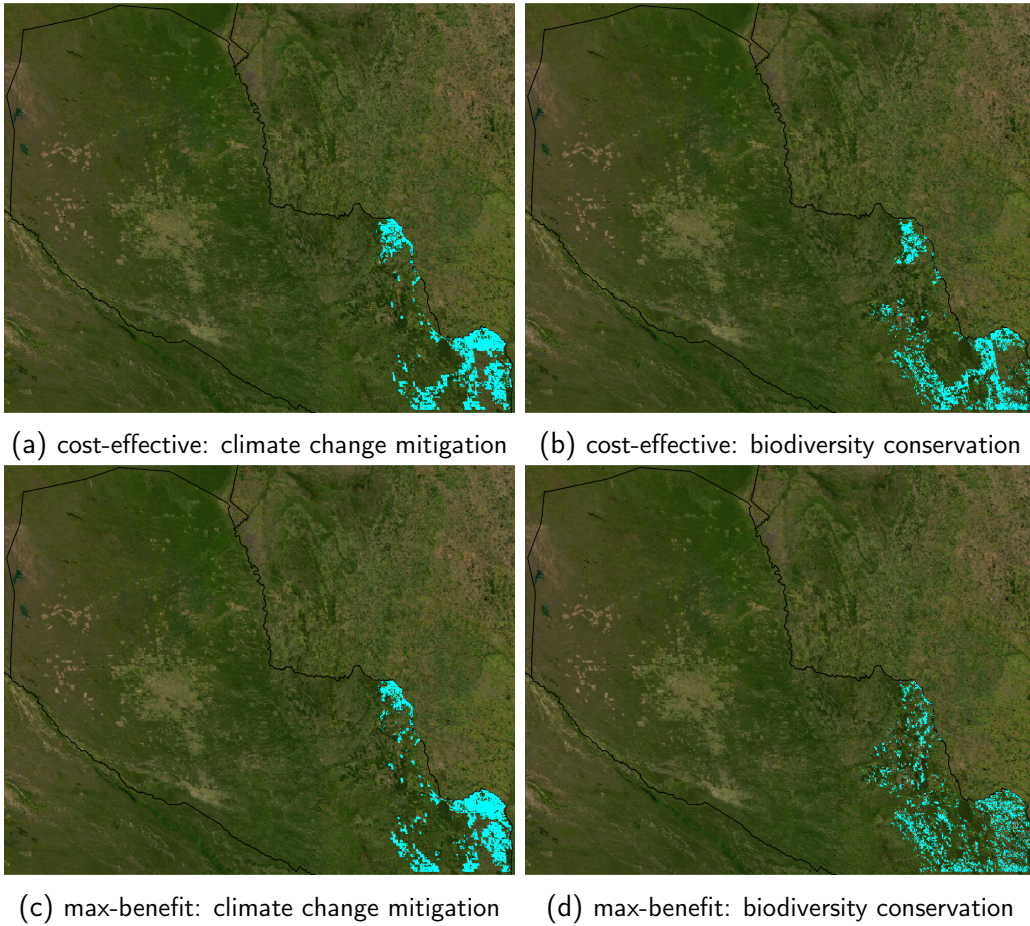 (a) cost-effective: climate change mitigation
(b) cost-effective: biodiversity conservation
(c) max-benefit: climate change mitigation
(d) max-benefit: biodiversity conservation